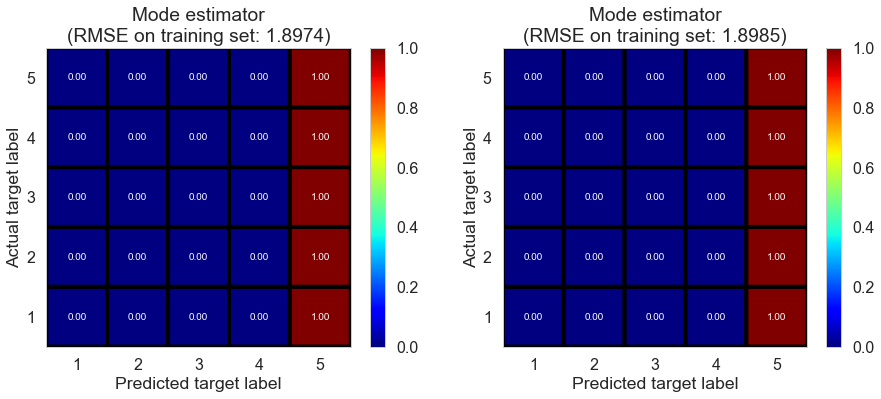 Mode estimator
(RMSE on training set: 1.8974)
Actual target label
5 0.00 0.00 0.00 0.00 1.00
4 0.00 0.00 0.00 0.00 1.00
3 0.00 0.00 0.00 0.00 1.00
2 0.00 0.00 0.00 0.00 1.00
1 0.00 0.00 0.00 0.00 1.00
1 2 3 4 5
Predicted target label
1.0
0.8
0.6
0.4
0.2
0.0
Mode estimator
(RMSE on training set: 1.8985)
Actual target label
5 0.00 0.00 0.00 0.00 1.00
4 0.00 0.00 0.00 0.00 1.00
3 0.00 0.00 0.00 0.00 1.00
2 0.00 0.00 0.00 0.00 1.00
1 0.00 0.00 0.00 0.00 1.00
1 2 3 4 5
Predicted target label
1.0
0.8
0.6
0.4
0.2
0.0